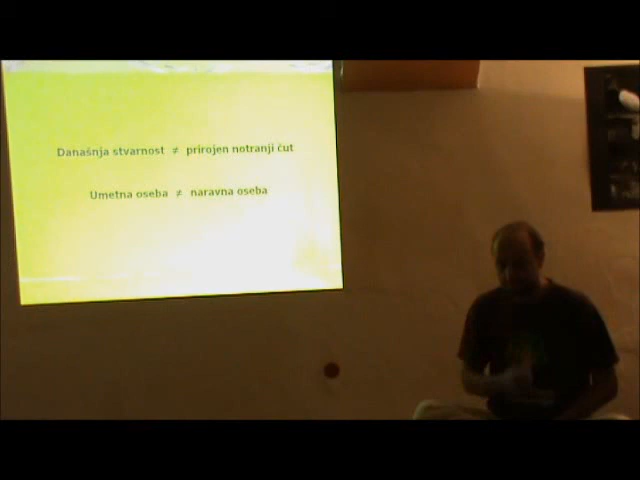 Današnja stvarnost ≠ prirojen notranji čut
Umetna oseba ≠ naravna oseba